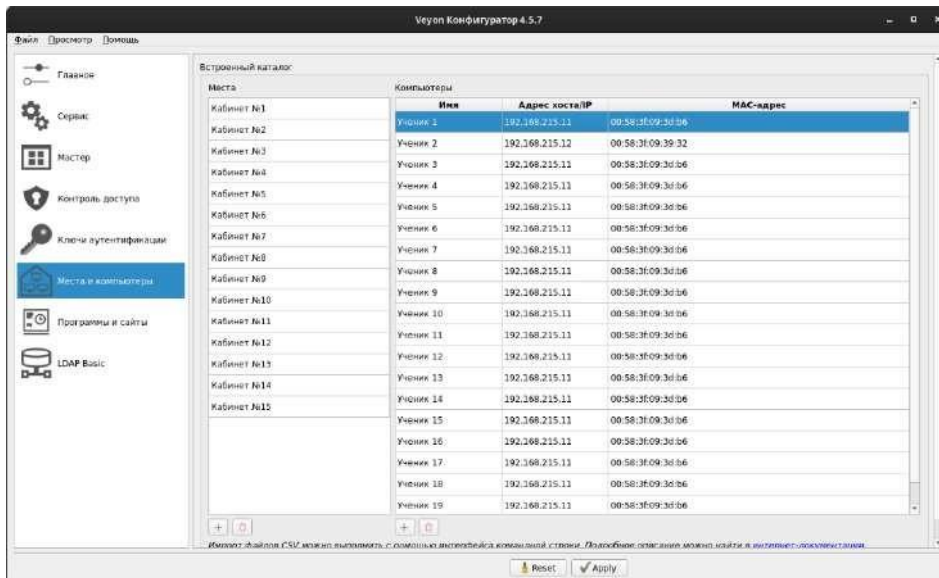 Veyon Конфигуратор 4.5.7
Файл Просмотр Помощь
Главное
Сервис
Мастер
Контроль доступа
Ключи аутентификации
Места и компьютеры
Программы и сайты
LDAP Basic
Встроенный каталог
Места
Кабинет №1
Кабинет №2
Кабинет №3
Кабинет №4
Кабинет №5
Кабинет №6
Кабинет №7
Кабинет №8
Кабинет №9
Кабинет №10
Кабинет №11
Кабинет №12
Кабинет №13
Кабинет №14
Кабинет №15
Компьютеры
Имя Адрес хоста/IP MAC-адрес
Ученик 1 192.168.215.11 00:58:3f:09:3d:b6
Ученик 2 192.168.215.12 00:58:3f:09:39:32
Ученик 3 192.168.215.11 00:58:3f:09:3d:b6
Ученик 4 192.168.215.11 00:58:3f:09:3d:b6
Ученик 5 192.168.215.11 00:58:3f:09:3d:b6
Ученик 6 192.168.215.11 00:58:3f:09:3d:b6
Ученик 7 192.168.215.11 00:58:3f:09:3d:b6
Ученик 8 192.168.215.11 00:58:3f:09:3d:b6
Ученик 9 192.168.215.11 00:58:3f:09:3d:b6
Ученик 10 192.168.215.11 00:58:3f:09:3d:b6
Ученик 11 192.168.215.11 00:58:3f:09:3d:b6
Ученик 12 192.168.215.11 00:58:3f:09:3d:b6
Ученик 13 192.168.215.11 00:58:3f:09:3d:b6
Ученик 14 192.168.215.11 00:58:3f:09:3d:b6
Ученик 15 192.168.215.11 00:58:3f:09:3d:b6
Ученик 16 192.168.215.11 00:58:3f:09:3d:b6
Ученик 17 192.168.215.11 00:58:3f:09:3d:b6
Ученик 18 192.168.215.11 00:58:3f:09:3d:b6
Ученик 19 192.168.215.11 00:58:3f:09:3d:b6
Импорт файлов CSV можно выполнить с помощью интерфейса командной строки. Подробное описание можно найти в интернет-документации.
Reset Apply